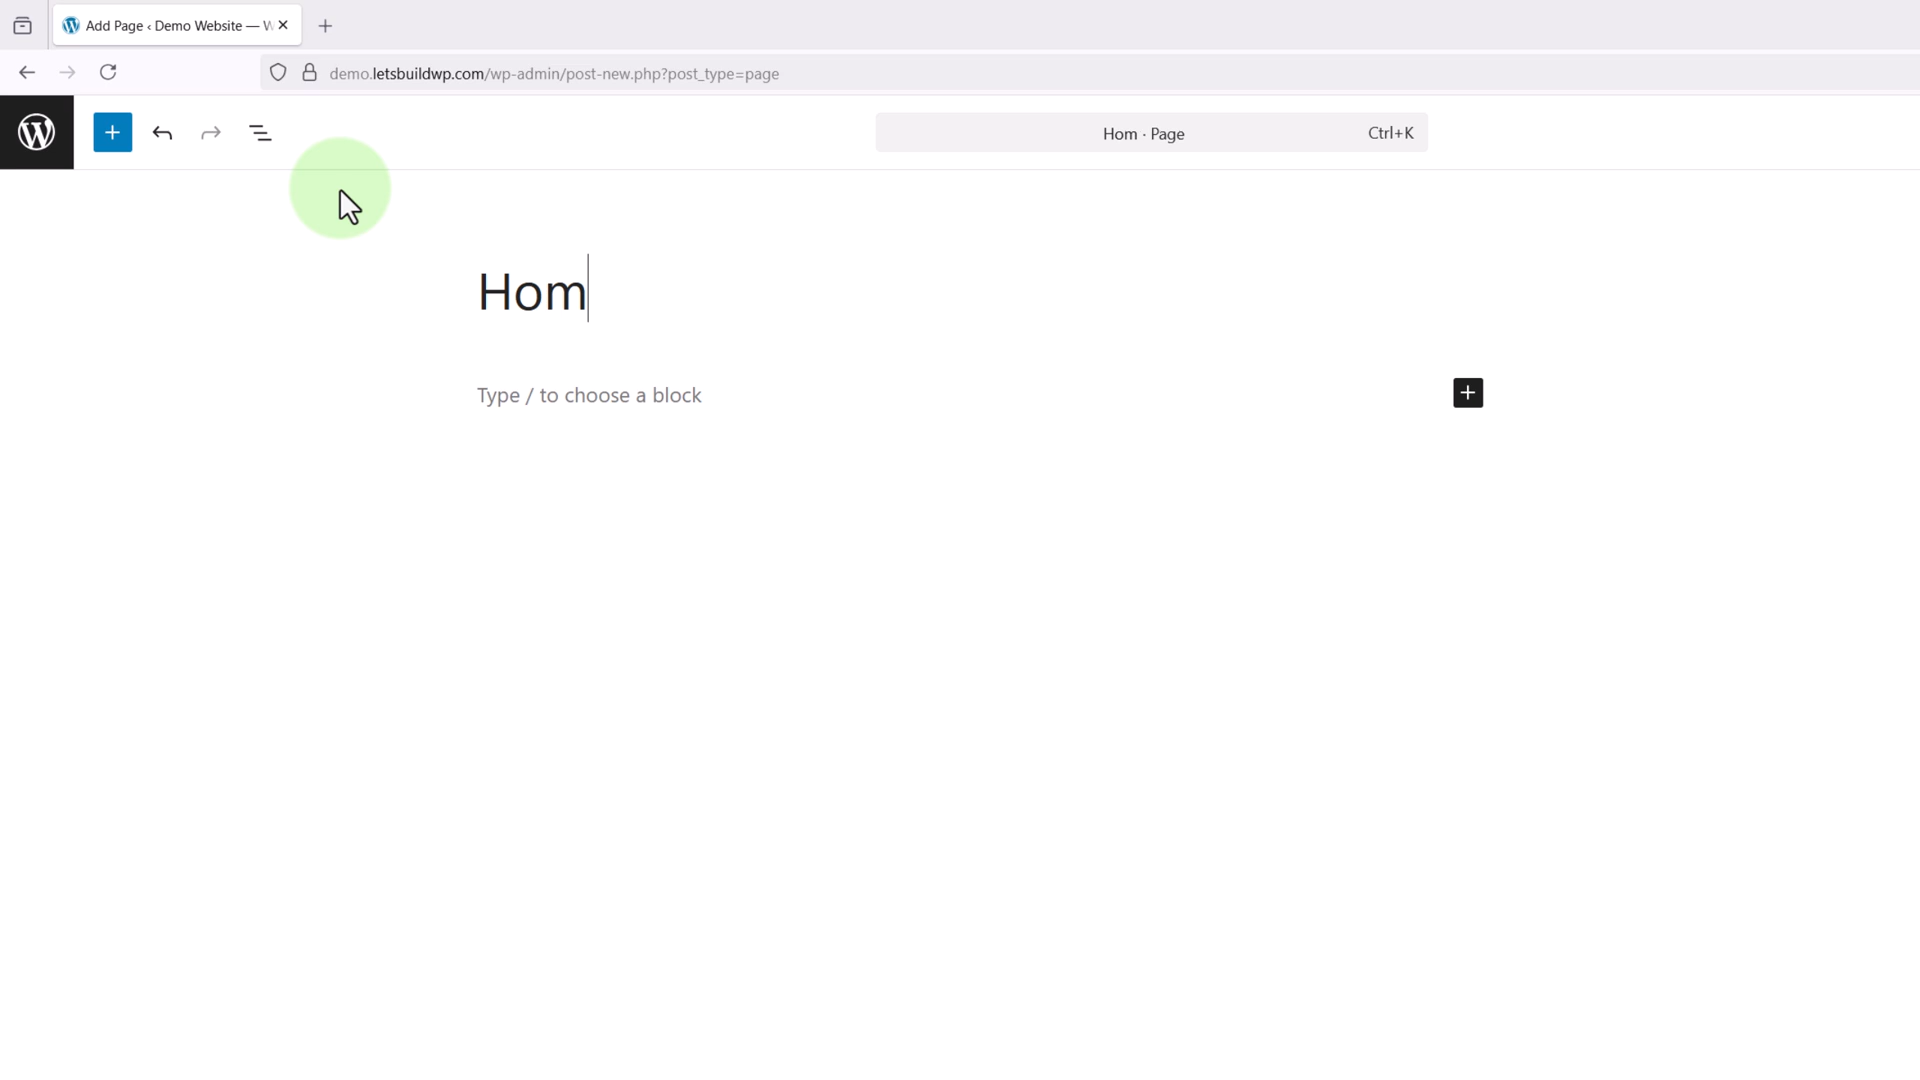 Add Page ‹ Demo Website — W
demo.letsbuildwp.com/wp-admin/post-new.php?post_type=page
Hom · Page
Ctrl+K
Hom
Type / to choose a block